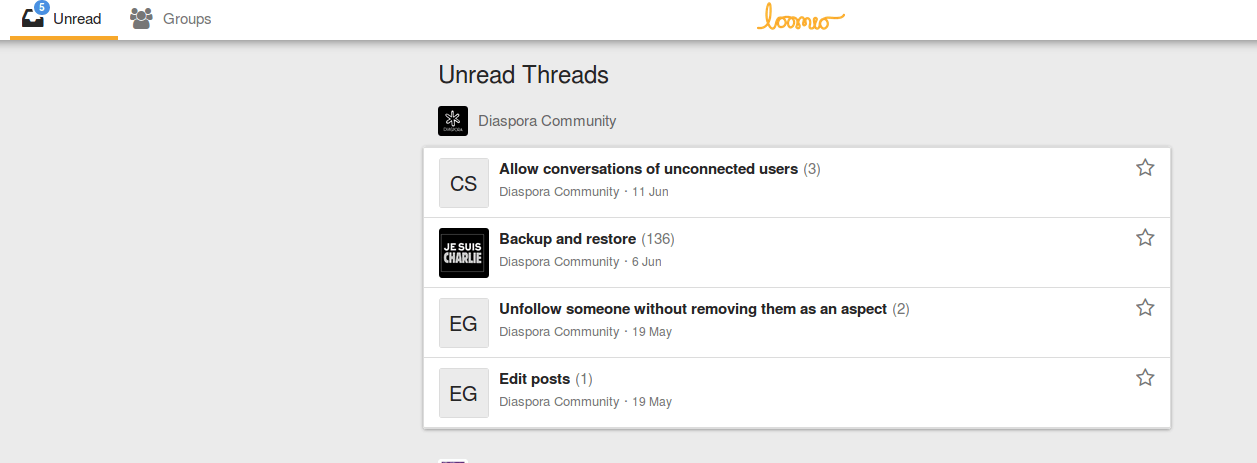 5
Unread
Groups
loomio
Unread Threads
DIASPORA
Diaspora Community
CS
Allow conversations of unconnected users (3)
Diaspora Community · 11 Jun
JE SUIS
CHARLIE
Backup and restore (136)
Diaspora Community · 6 Jun
EG
Unfollow someone without removing them as an aspect (2)
Diaspora Community · 19 May
EG
Edit posts (1)
Diaspora Community · 19 May